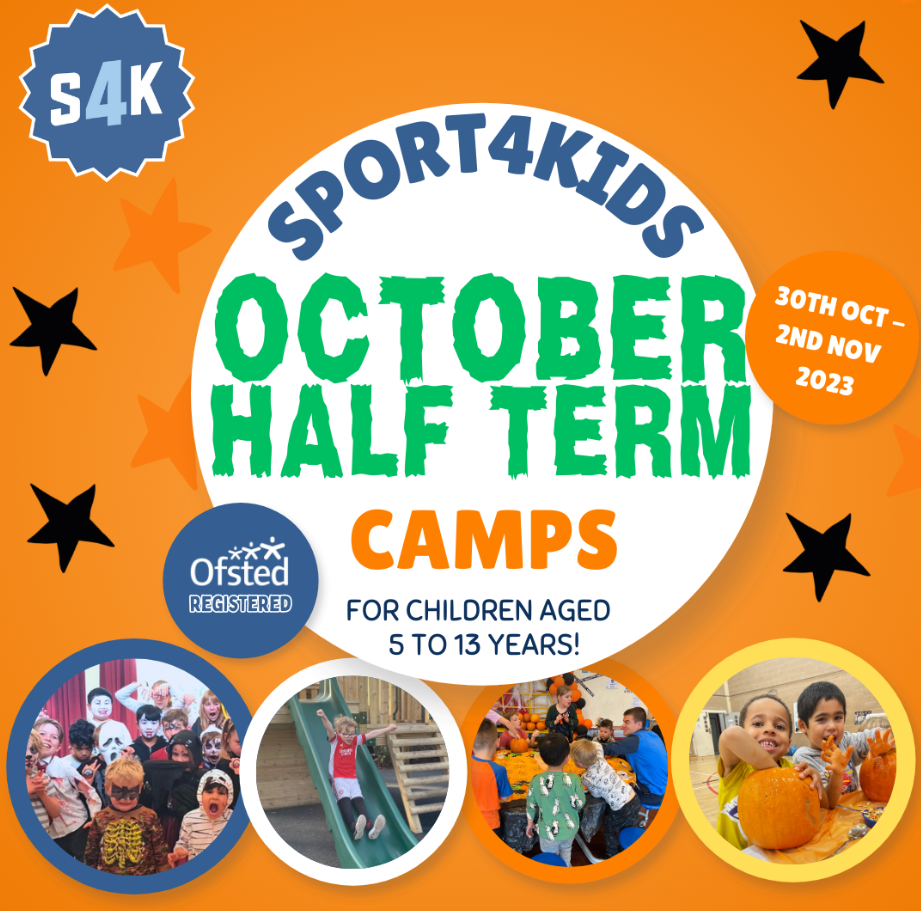 S4K
SPORT4KIDS
OCTOBER
HALF TERM
30TH OCT –
2ND NOV
2023
CAMPS
Ofsted
REGISTERED
FOR CHILDREN AGED
5 TO 13 YEARS!